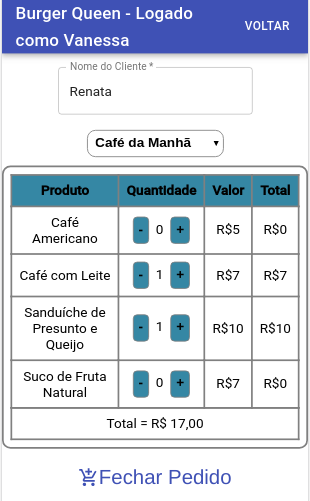 Burger Queen - Logado
como Vanessa
VOLTAR
Nome do Cliente *
Renata
Café da Manhã
Produto Quantidade Valor Total
Café
Americano
- 0 + R$5 R$0
Café com Leite - 1 + R$7 R$7
Sanduíche de
Presunto e
Queijo
- 1 + R$10 R$10
Suco de Fruta
Natural
- 0 + R$7 R$0
Total = R$ 17,00
Fechar Pedido